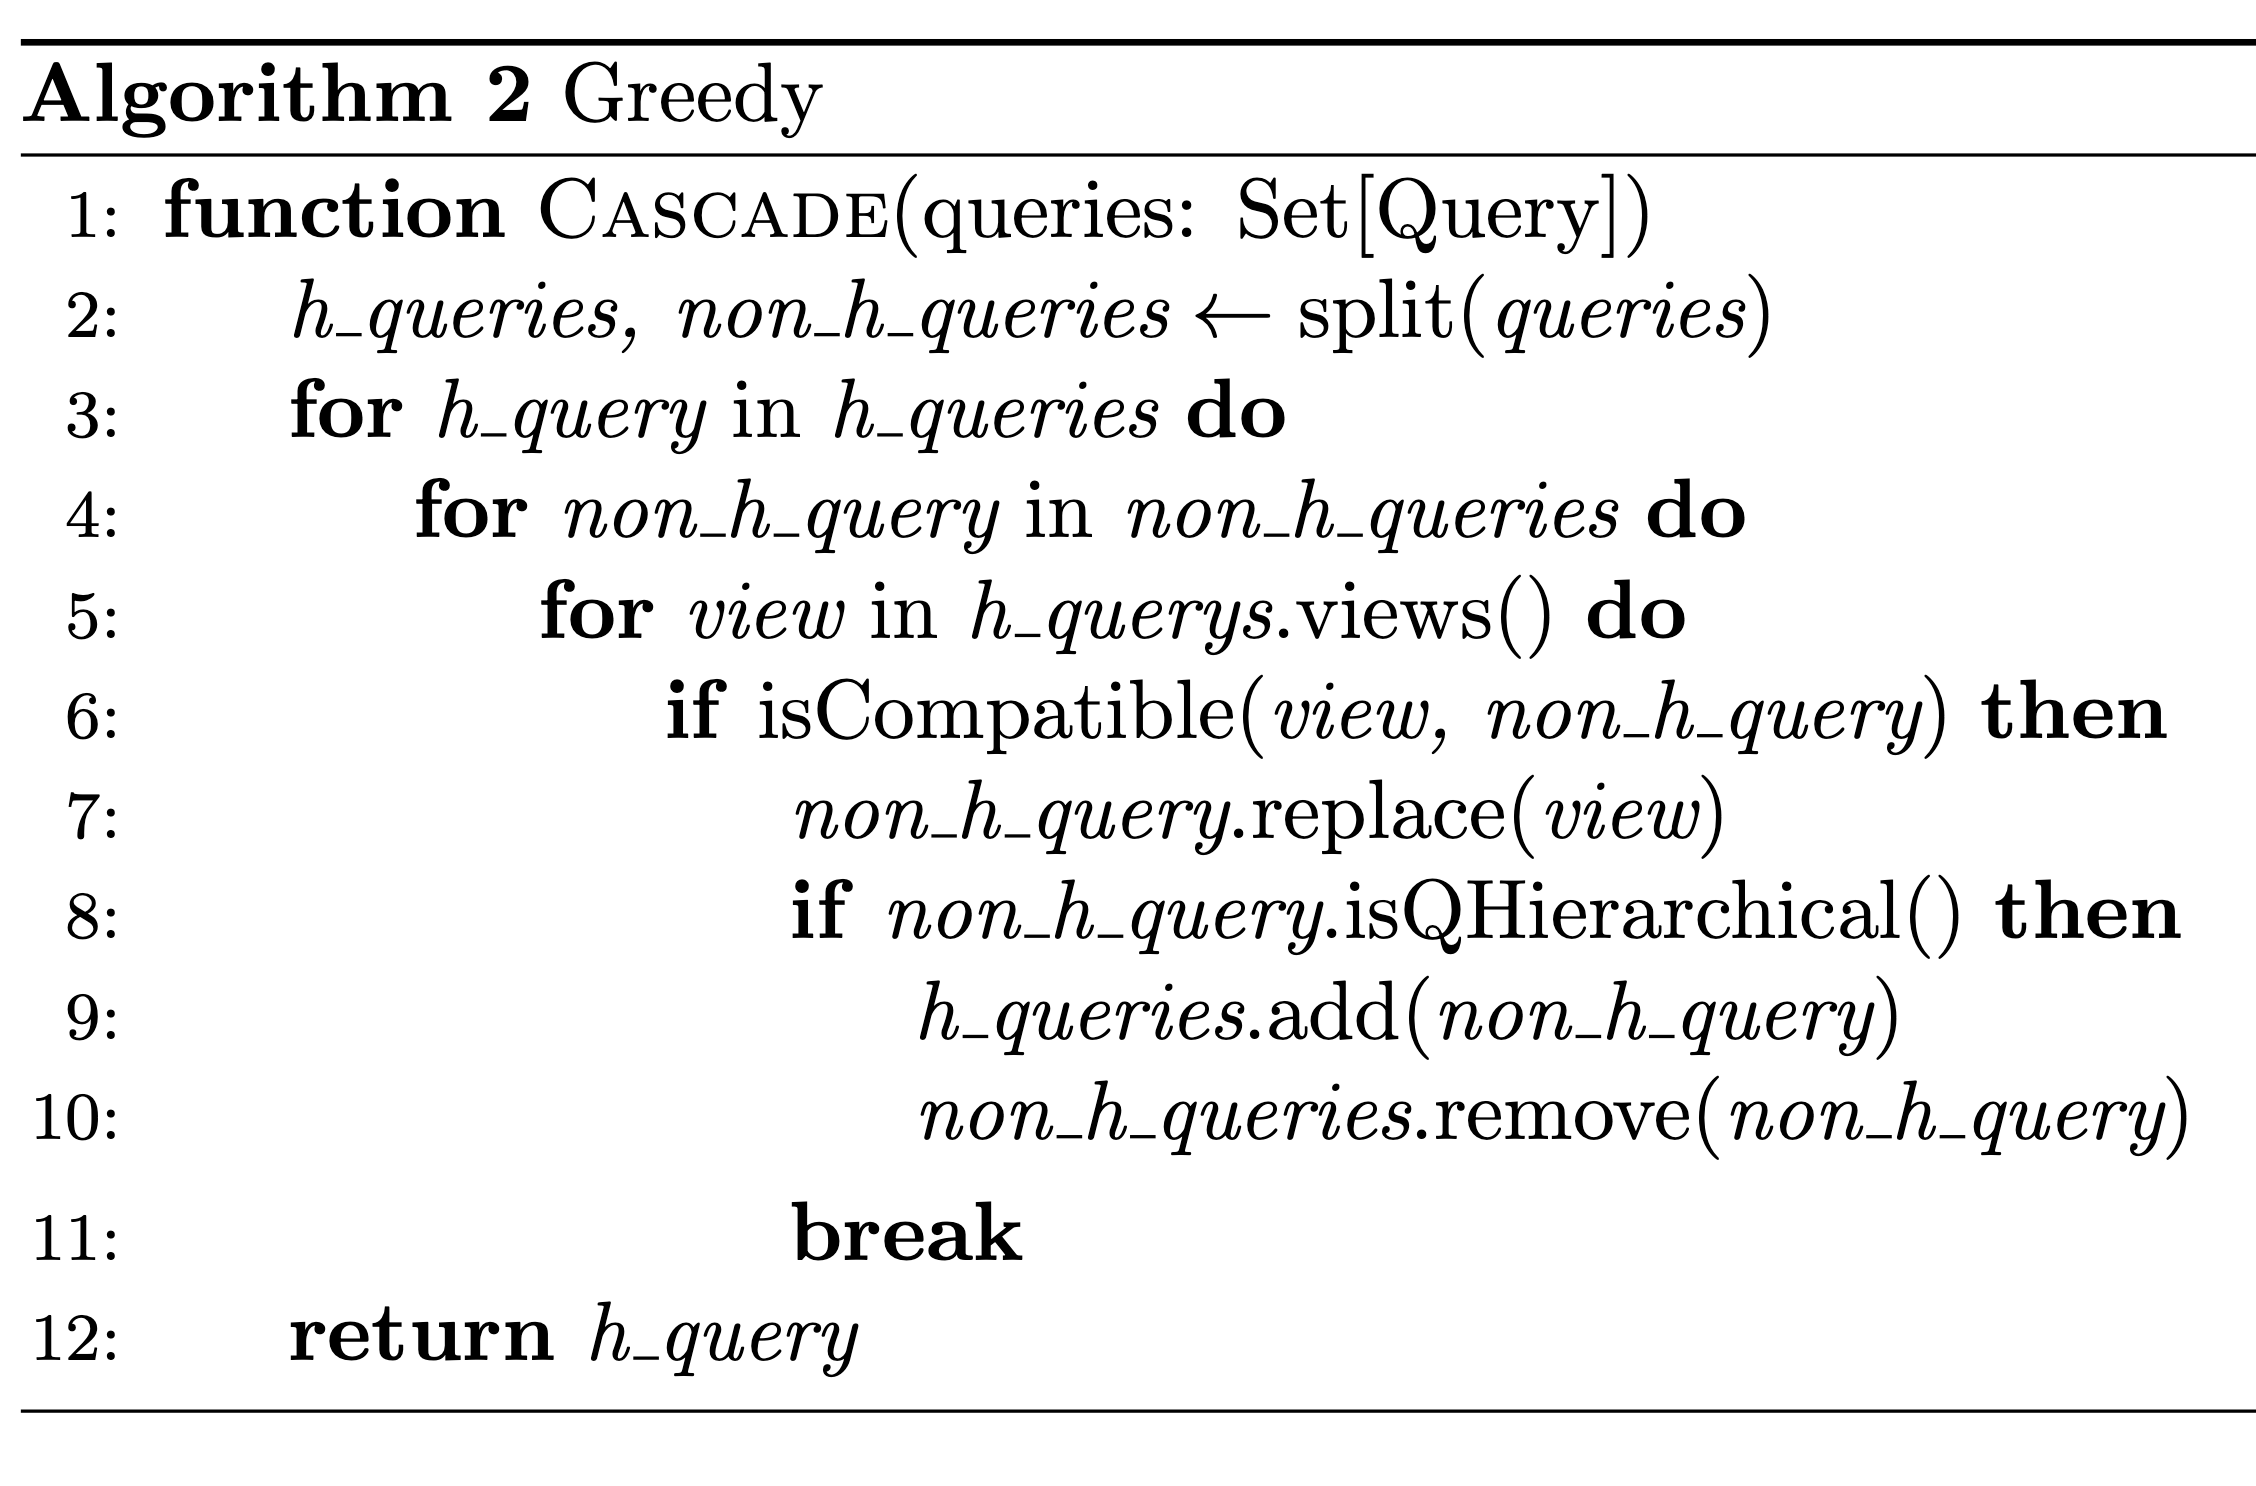 Algorithm 2 Greedy
1: function CASCADE(queries: Set[Query])
2: h_queries, non_h_queries ← split(queries)
3: for h_query in h_queries do
4: for non_h_query in non_h_queries do
5: for view in h_querys.views() do
6: if isCompatible(view, non_h_query) then
7: non_h_query.replace(view)
8: if non_h_query.isQHierarchical() then
9: h_queries.add(non_h_query)
10: non_h_queries.remove(non_h_query)
11: break
12: return h_query